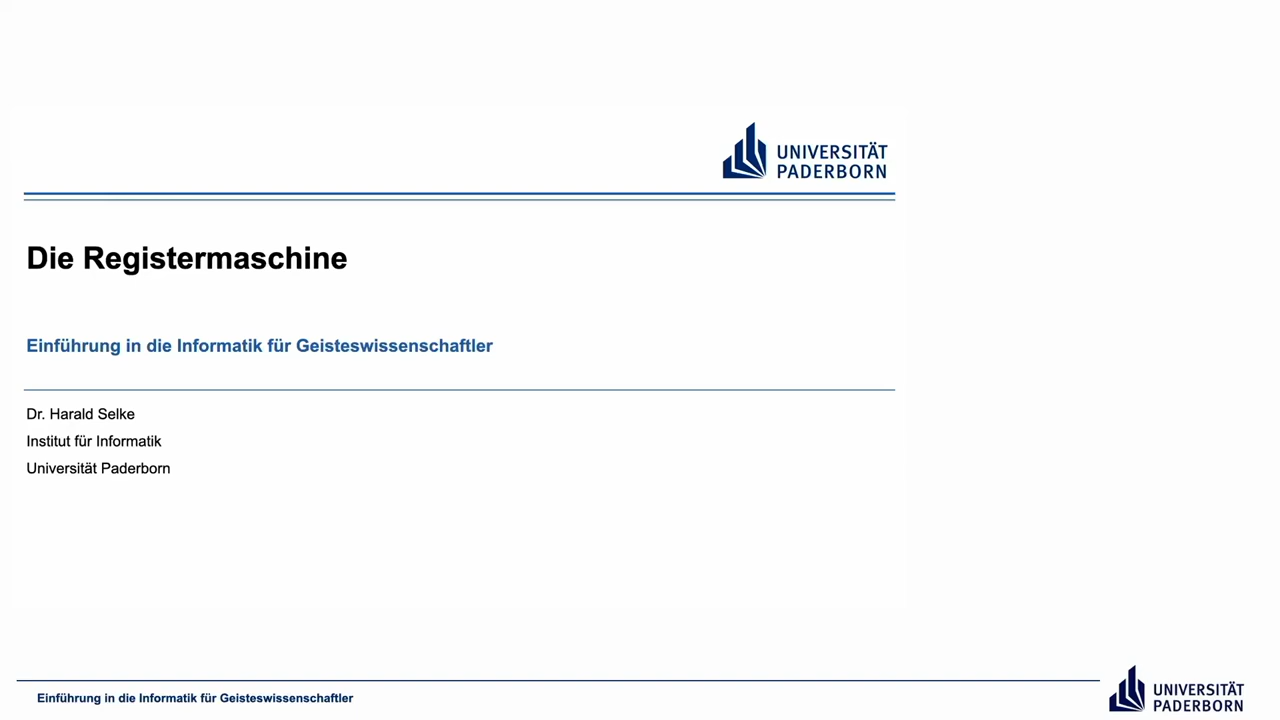 UNIVERSITÄT
PADERBORN
Die Registermaschine
Einführung in die Informatik für Geisteswissenschaftler
Dr. Harald Selke
Institut für Informatik
Universität Paderborn
Einführung in die Informatik für Geisteswissenschaftler
UNIVERSITÄT
PADERBORN